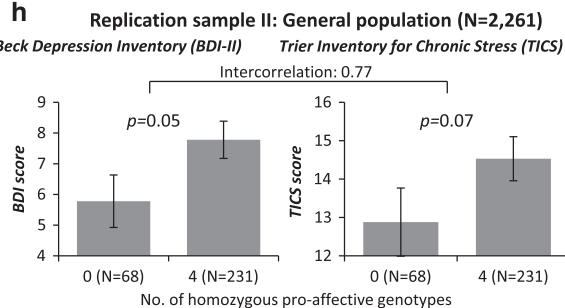 h
Replication sample II: General population (N=2,261)
Beck Depression Inventory (BDI-II) Trier Inventory for Chronic Stress (TICS)
Intercorrelation: 0.77
BDI score
9
8
7
6
5
4
p=0.05
0 (N=68) 4 (N=231)
TICS score
16
15
14
13
12
p=0.07
0 (N=68) 4 (N=231)
No. of homozygous pro-affective genotypes